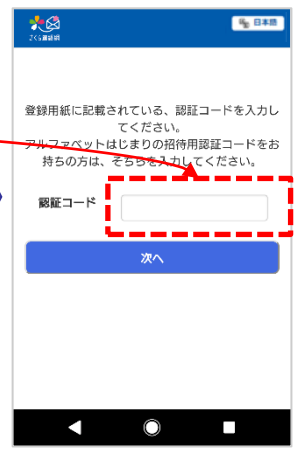 さくら連絡網
日本語
登録用紙に記載されている、認証コードを入力し
てください。
アルファベットはじまりの招待用認証コードをお
持ちの方は、そちらを入力してください。
認証コード
次へ